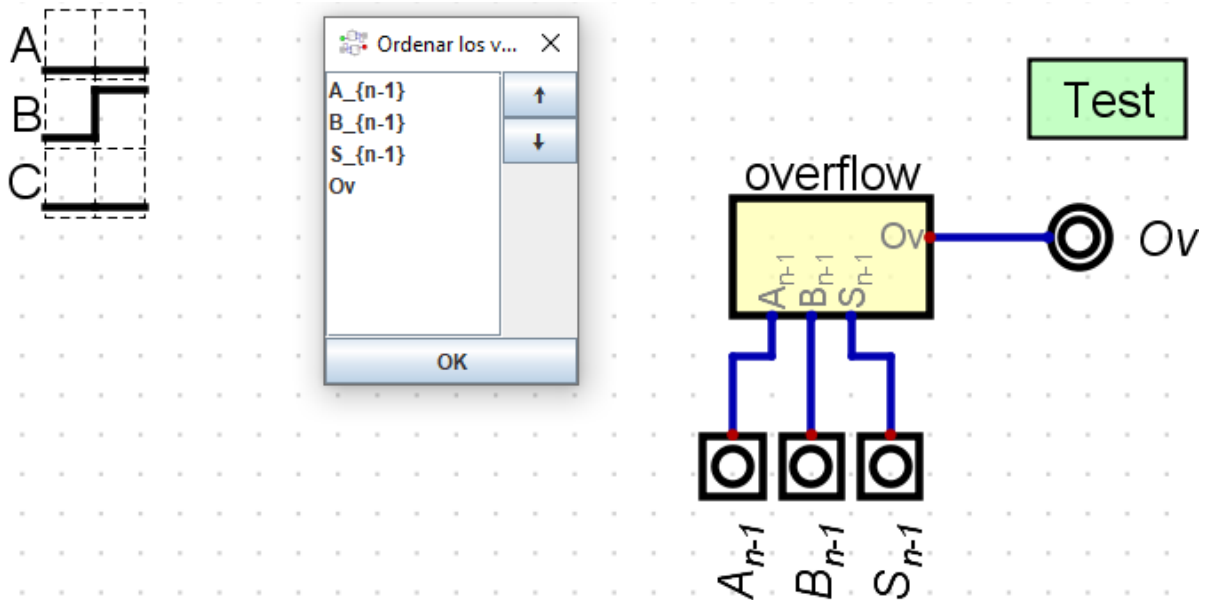 A
B
C
Ordenar los v...
A_{n-1}
B_{n-1}
S_{n-1}
Ov
OK
Test
overflow
Ov
Ov
An-1
Bn-1
Sn-1
An-1
Bn-1
Sn-1